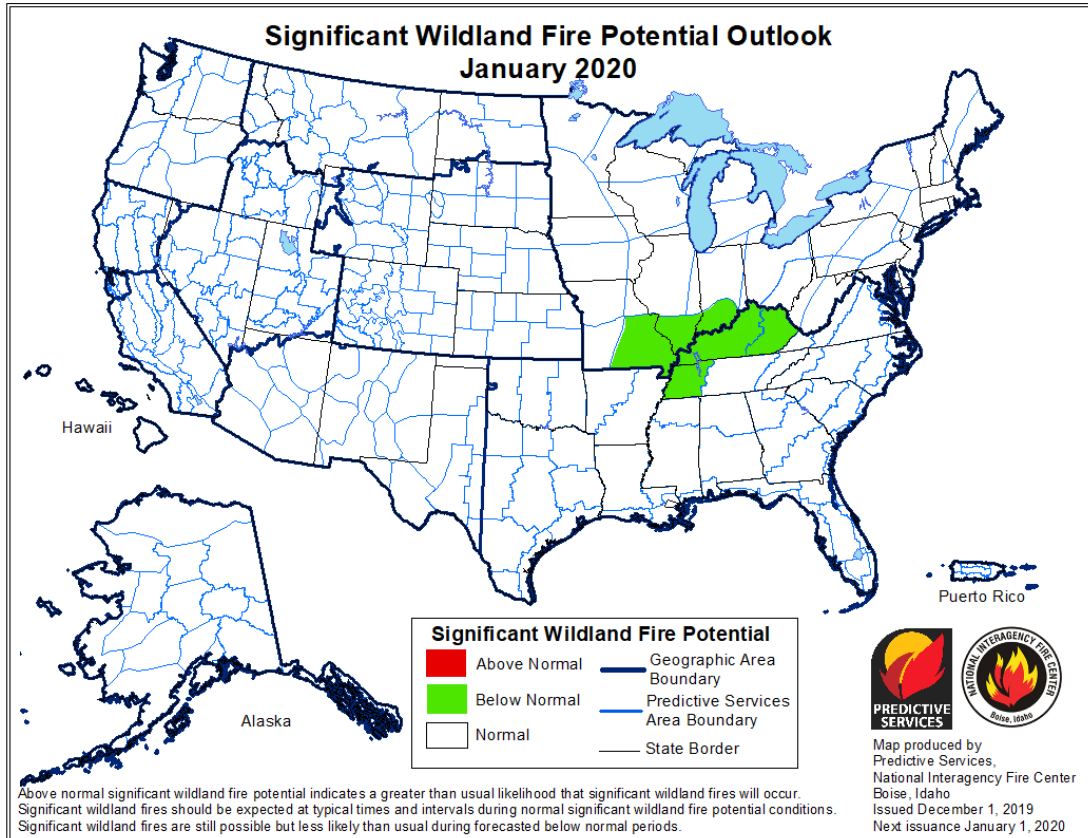 Significant Wildland Fire Potential Outlook
January 2020
Hawaii
Alaska
Puerto Rico
Significant Wildland Fire Potential
Above Normal
Below Normal
Normal
Geographic Area
Boundary
Predictive Services
Area Boundary
State Border
PREDICTIVE
SERVICES
NATIONAL INTERAGENCY FIRE CENTER
Boise, Idaho
Map produced by
Predictive Services,
National Interagency Fire Center
Boise, Idaho
Issued December 1, 2019
Next issuance January 1, 2020
Above normal significant wildland fire potential indicates a greater than usual likelihood that significant wildland fires will occur.
Significant wildland fires should be expected at typical times and intervals during normal significant wildland fire potential conditions.
Significant wildland fires are still possible but less likely than usual during forecasted below normal periods.